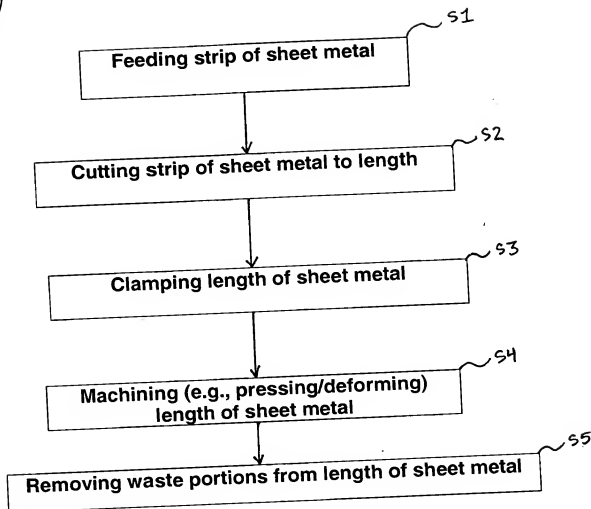 S1
Feeding strip of sheet metal
S2
Cutting strip of sheet metal to length
S3
Clamping length of sheet metal
S4
Machining (e.g., pressing/deforming)
length of sheet metal
S5
Removing waste portions from length of sheet metal